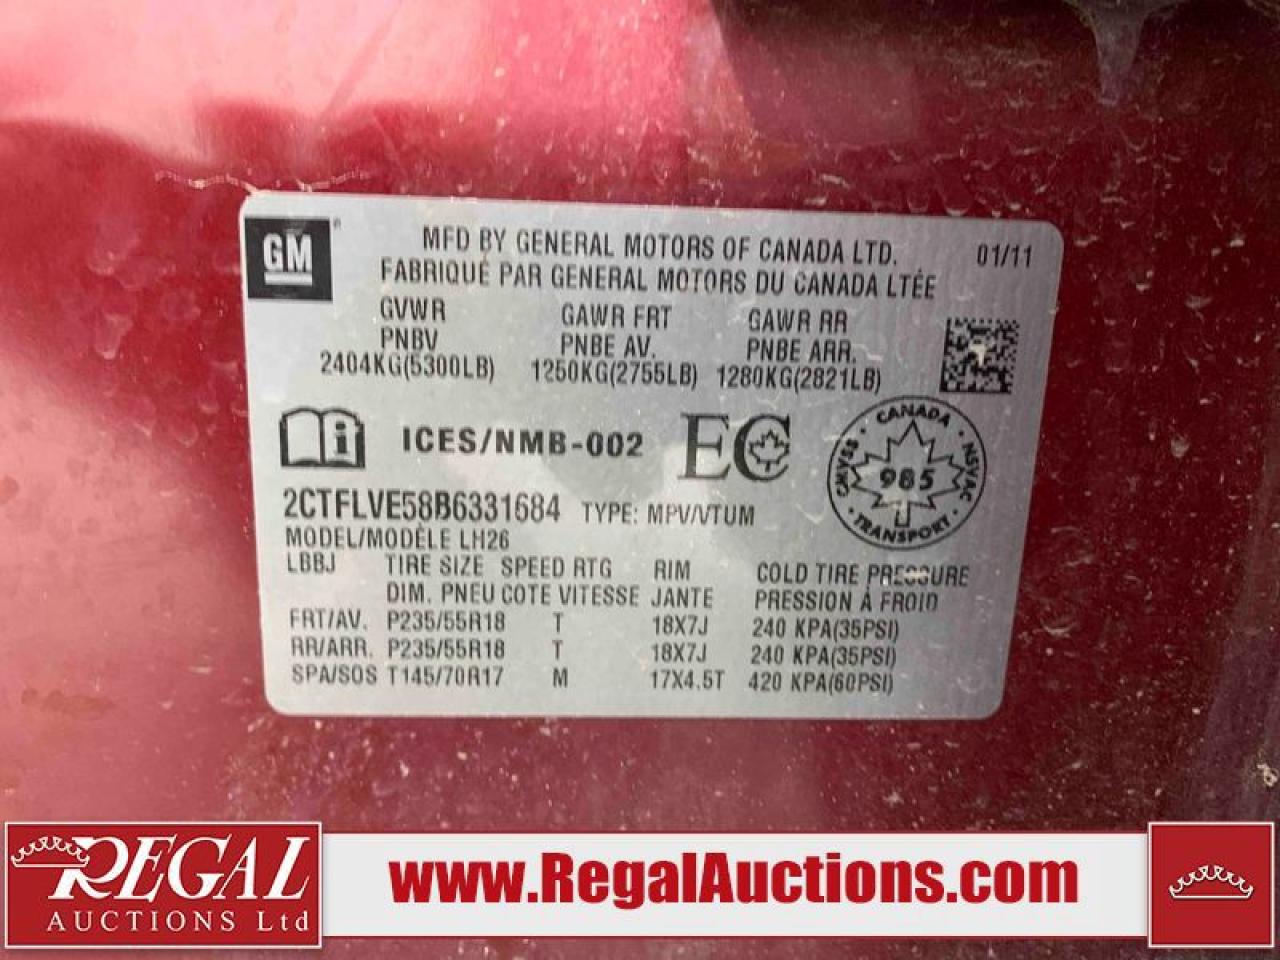 GM
MFD BY GENERAL MOTORS OF CANADA LTD. 01/11
FABRIQUÉ PAR GENERAL MOTORS DU CANADA LTÉE
GVWR GAWR FRT GAWR RR
PNBV PNBE AV. PNBE ARR.
2404KG(5300LB) 1250KG(2755LB) 1280KG(2821LB)
i ICES/NMB-002 EC
CANADA
CMVSS 985 NSVAC
TRANSPORT
2CTFLVE58B6331684 TYPE: MPV/VTUM
MODEL/MODÈLE LH26
LBBJ TIRE SIZE SPEED RTG RIM COLD TIRE PRESSURE
DIM. PNEU COTE VITESSE JANTE PRESSION À FROID
FRT/AV. P235/55R18 T 18X7J 240 KPA(35PSI)
RR/ARR. P235/55R18 T 18X7J 240 KPA(35PSI)
SPA/SOS T145/70R17 M 17X4.5T 420 KPA(60PSI)
REGAL
AUCTIONS Ltd
www.RegalAuctions.com